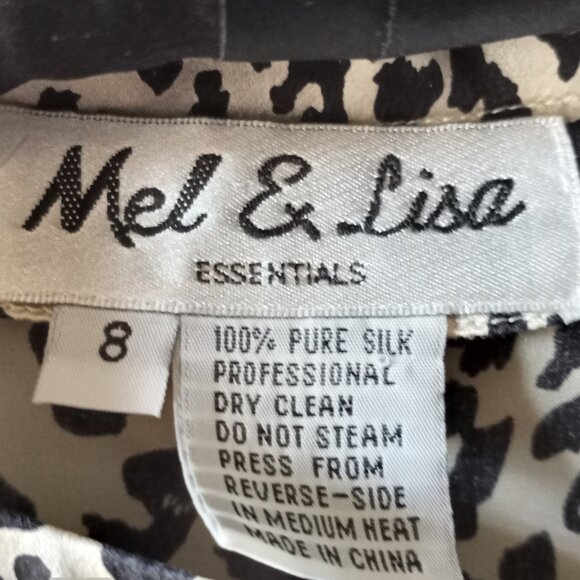 Mel & Lisa
ESSENTIALS
8
100% PURE SILK
PROFESSIONAL
DRY CLEAN
DO NOT STEAM
PRESS FROM
REVERSE-SIDE
IN MEDIUM HEAT
MADE IN CHINA